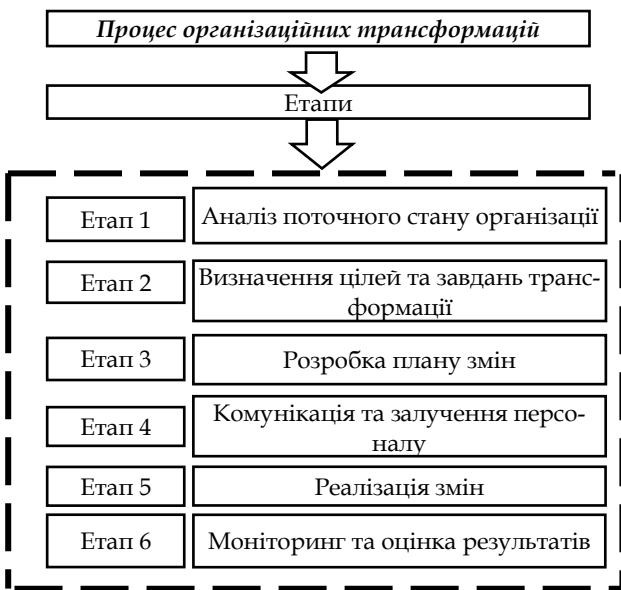 Процес організаційних трансформацій
Етапи
Етап 1
Аналіз поточного стану організації
Етап 2
Визначення цілей та завдань транс-
формації
Етап 3
Розробка плану змін
Етап 4
Комунікація та залучення персо-
налу
Етап 5
Реалізація змін
Етап 6
Моніторинг та оцінка результатів